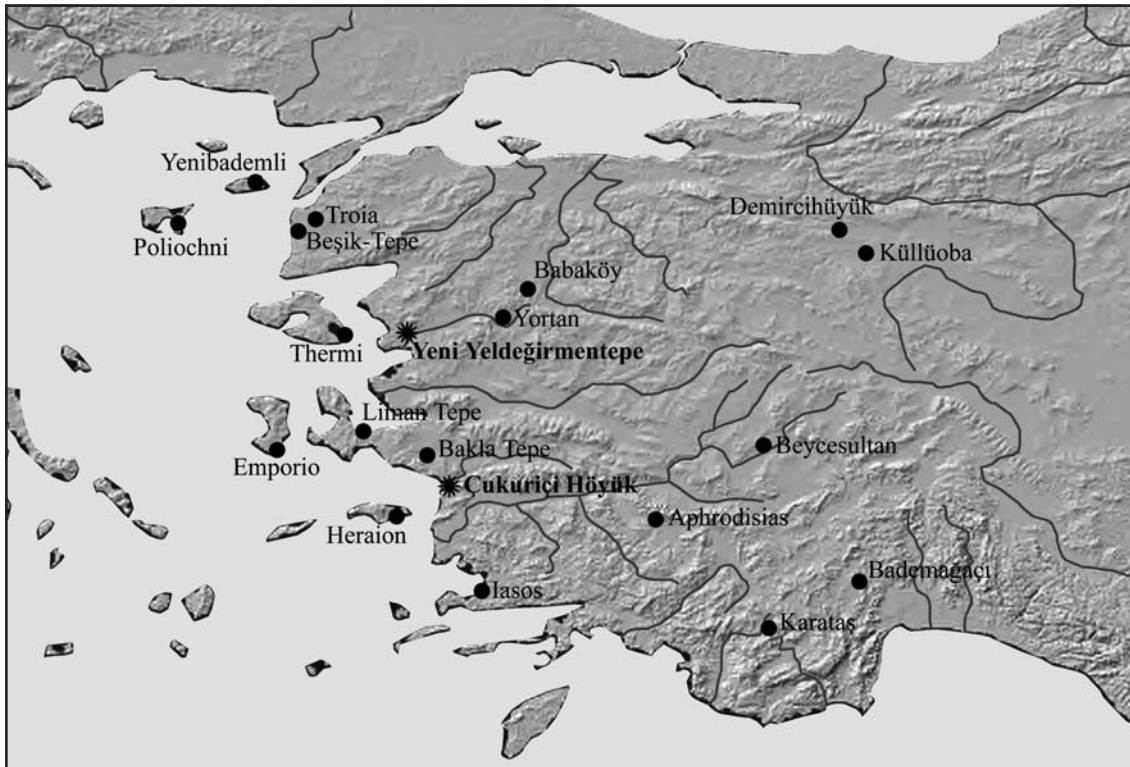 Yenibademli
Troia
Poliochni
Beşik-Tepe
Demircihüyük
Küllüoba
Babaköy
Yortan
Thermi
Yeni Yeldeğirmentepe
Liman Tepe
Emporio
Bakla Tepe
Beycesultan
Çukuriçi Höyük
Heraion
Aphrodisias
Iasos
Bademağaçı
Karataş